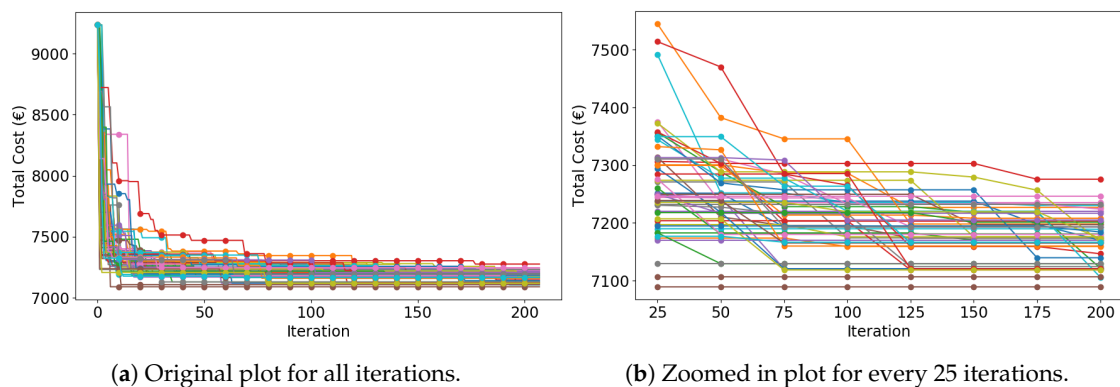 9000
8500
8000
7500
7000
Total Cost (€)
0 50 100 150 200
Iteration
7500
7400
7300
7200
7100
Total Cost (€)
25 50 75 100 125 150 175 200
Iteration
(a) Original plot for all iterations.
(b) Zoomed in plot for every 25 iterations.